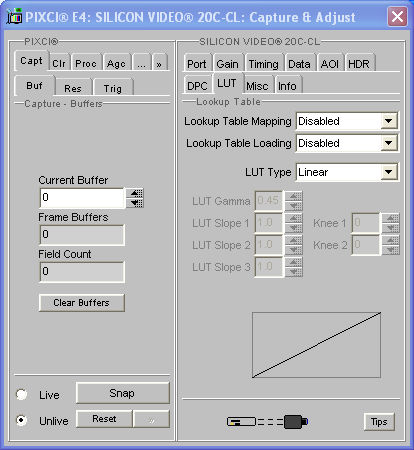 PIXCI® E4: SILICON VIDEO® 20C-CL: Capture & Adjust
PIXCI®
Capt Clr Proc Agc ... »
Buf Res Trig
Capture - Buffers
Current Buffer
0
Frame Buffers
0
Field Count
0
Clear Buffers
Live
Snap
Unlive
Reset
SILICON VIDEO® 20C-CL
Port Gain Timing Data AOI HDR
DPC LUT Misc Info
Lookup Table
Lookup Table Mapping Disabled
Lookup Table Loading Disabled
LUT Type Linear
LUT Gamma 0.45
LUT Slope 1 1.0 Knee 1 0
LUT Slope 2 1.0 Knee 2 0
LUT Slope 3 1.0
Tips